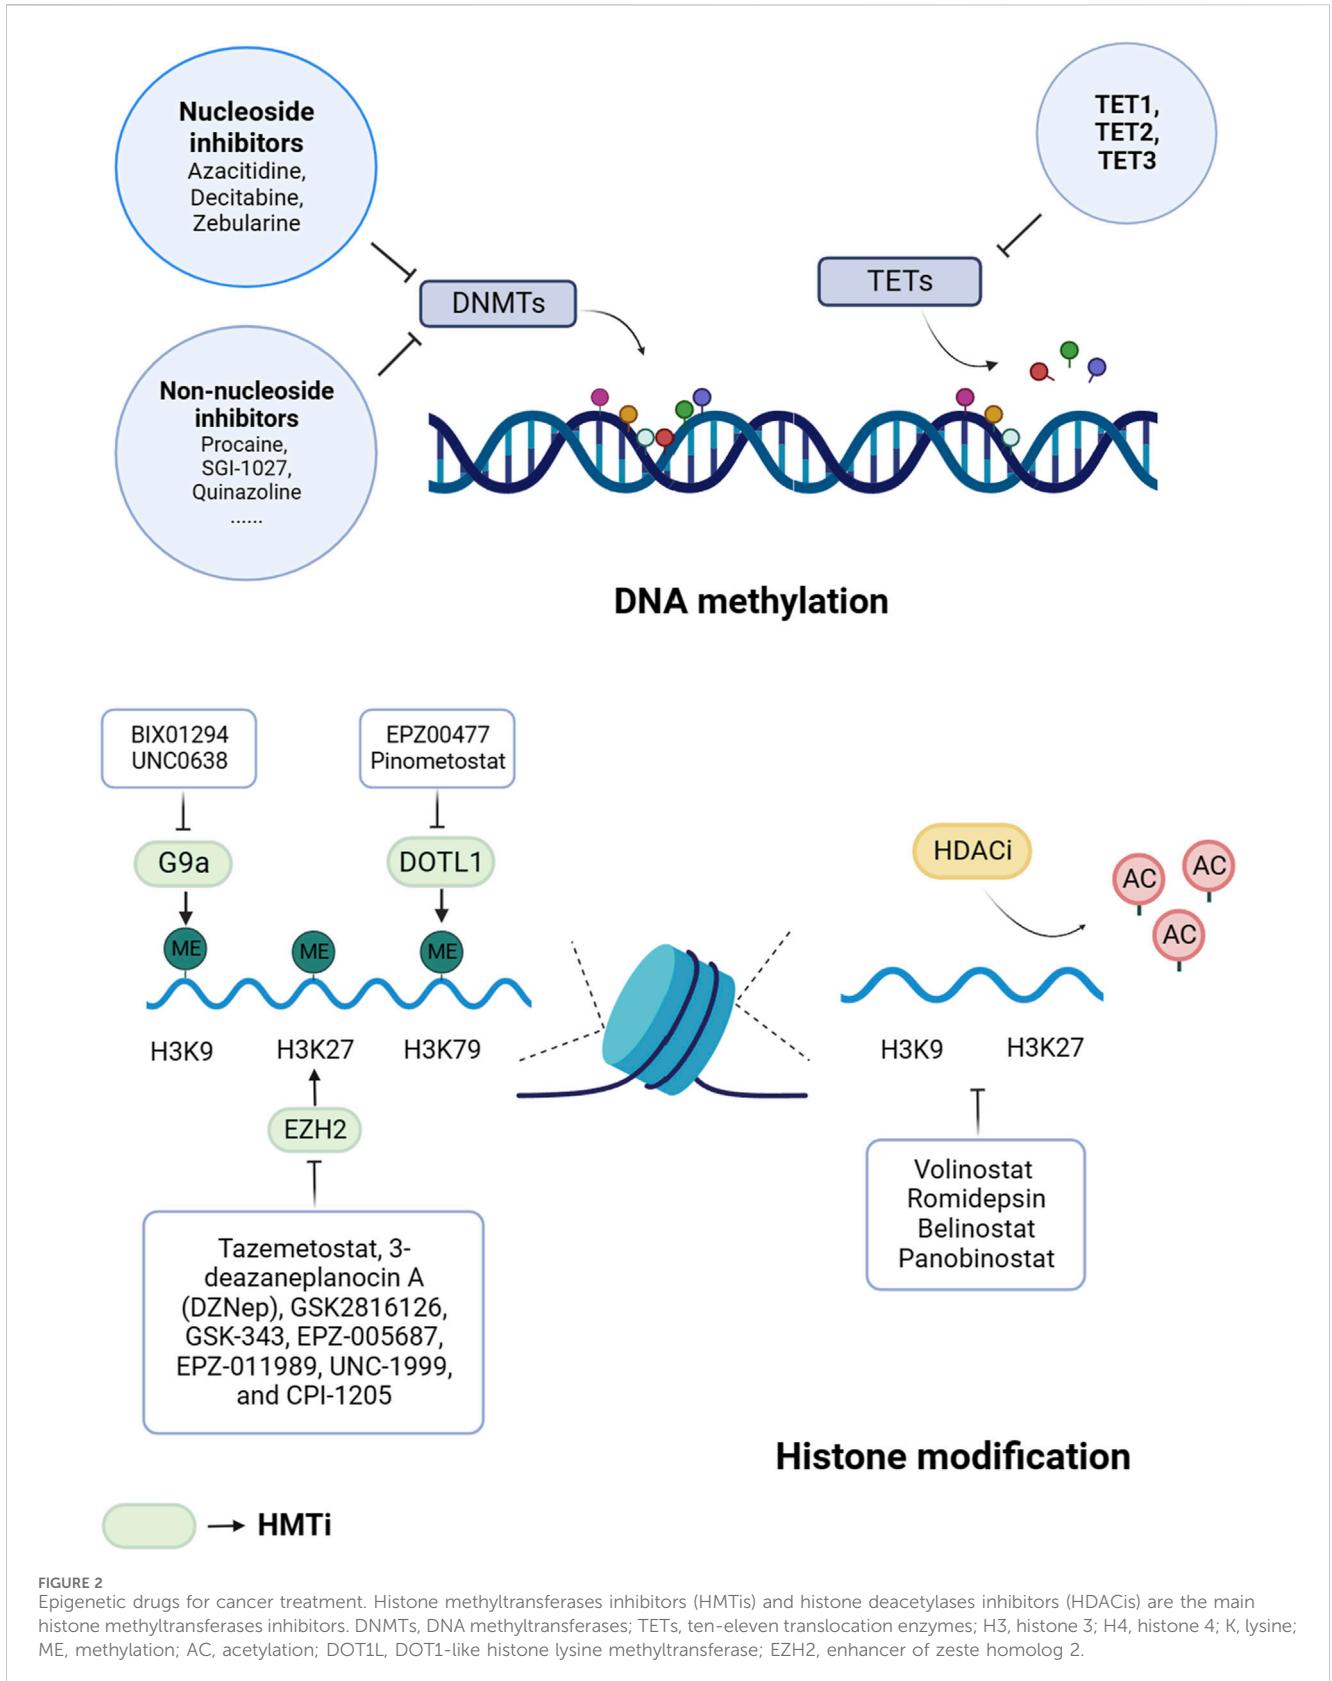 Nucleoside
inhibitors
Azacitidine,
Decitabine,
Zebularine
TET1,
TET2,
TET3
DNMTs
TETs
Non-nucleoside
inhibitors
Procaine,
SGI-1027,
Quinazoline
......
DNA methylation
BIX01294
UNC0638
EPZ00477
Pinometostat
G9a
DOTL1
HDACi
AC
AC
AC
ME
ME
ME
H3K9
H3K27
H3K79
H3K9
H3K27
EZH2
Volinostat
Romidepsin
Belinostat
Panobinostat
Tazemetostat, 3-
deazaneplanocin A
(DZNep), GSK2816126,
GSK-343, EPZ-005687,
EPZ-011989, UNC-1999,
and CPI-1205
Histone modification
HMTi
FIGURE 2
Epigenetic drugs for cancer treatment. Histone methyltransferases inhibitors (HMTis) and histone deacetylases inhibitors (HDACis) are the main
histone methyltransferases inhibitors. DNMTs, DNA methyltransferases; TETs, ten-eleven translocation enzymes; H3, histone 3; H4, histone 4; K, lysine;
ME, methylation; AC, acetylation; DOT1L, DOT1-like histone lysine methyltransferase; EZH2, enhancer of zeste homolog 2.